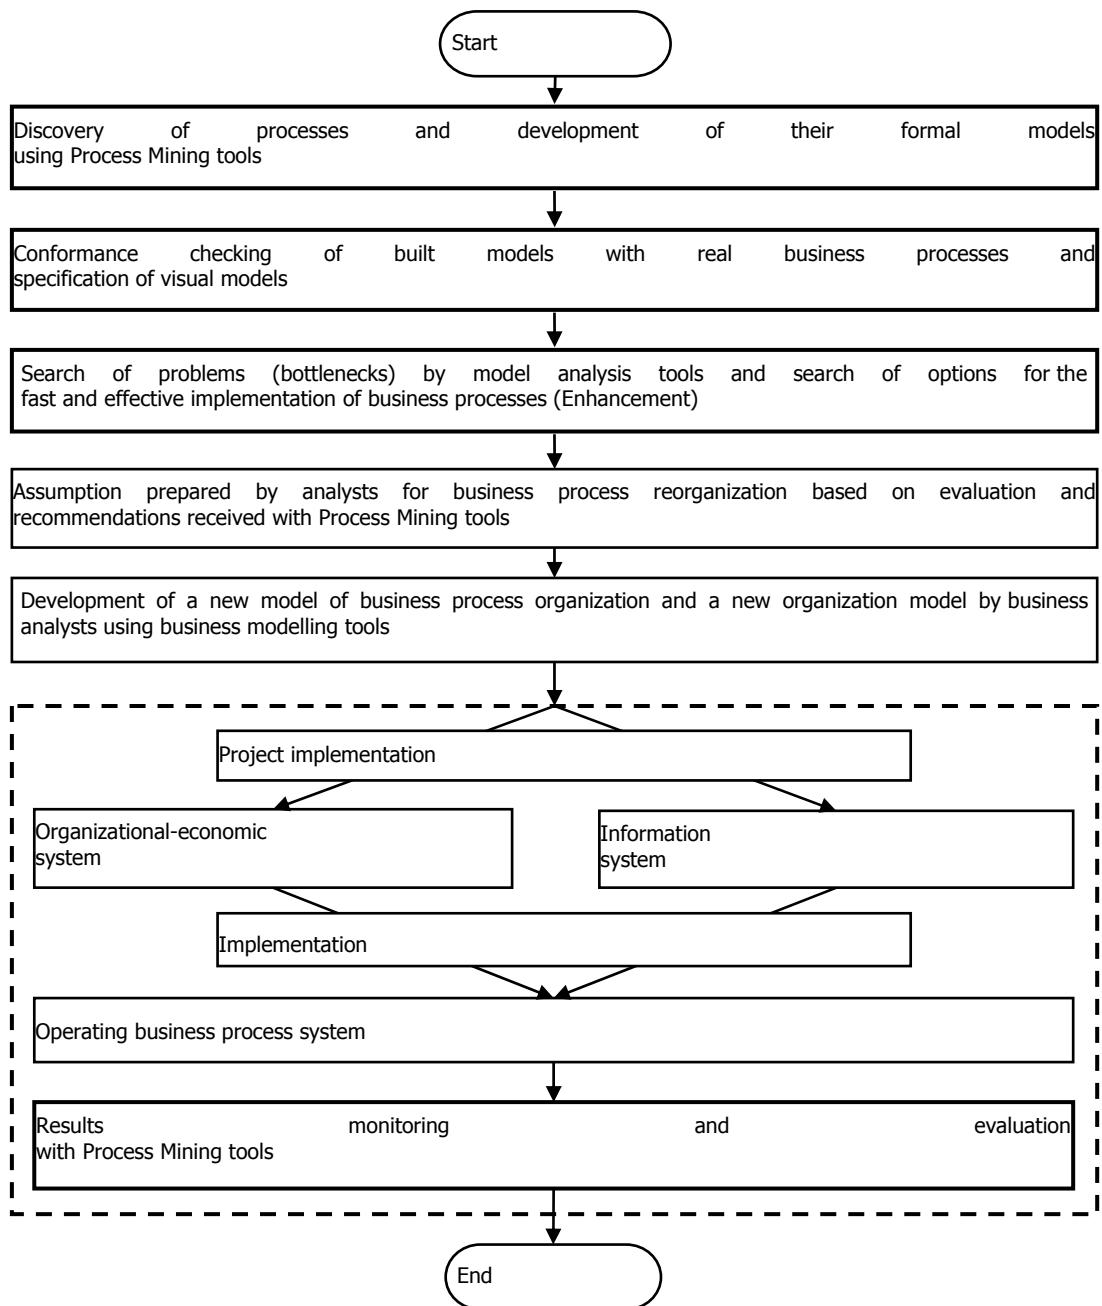 Start
Discovery of processes and development of their formal models
using Process Mining tools
Conformance checking of built models with real business processes and
specification of visual models
Search of problems (bottlenecks) by model analysis tools and search of options for the
fast and effective implementation of business processes (Enhancement)
Assumption prepared by analysts for business process reorganization based on evaluation and
recommendations received with Process Mining tools
Development of a new model of business process organization and a new organization model by business
analysts using business modelling tools
Project implementation
Organizational-economic
system
Information
system
Implementation
Operating business process system
Results monitoring and evaluation
with Process Mining tools
End